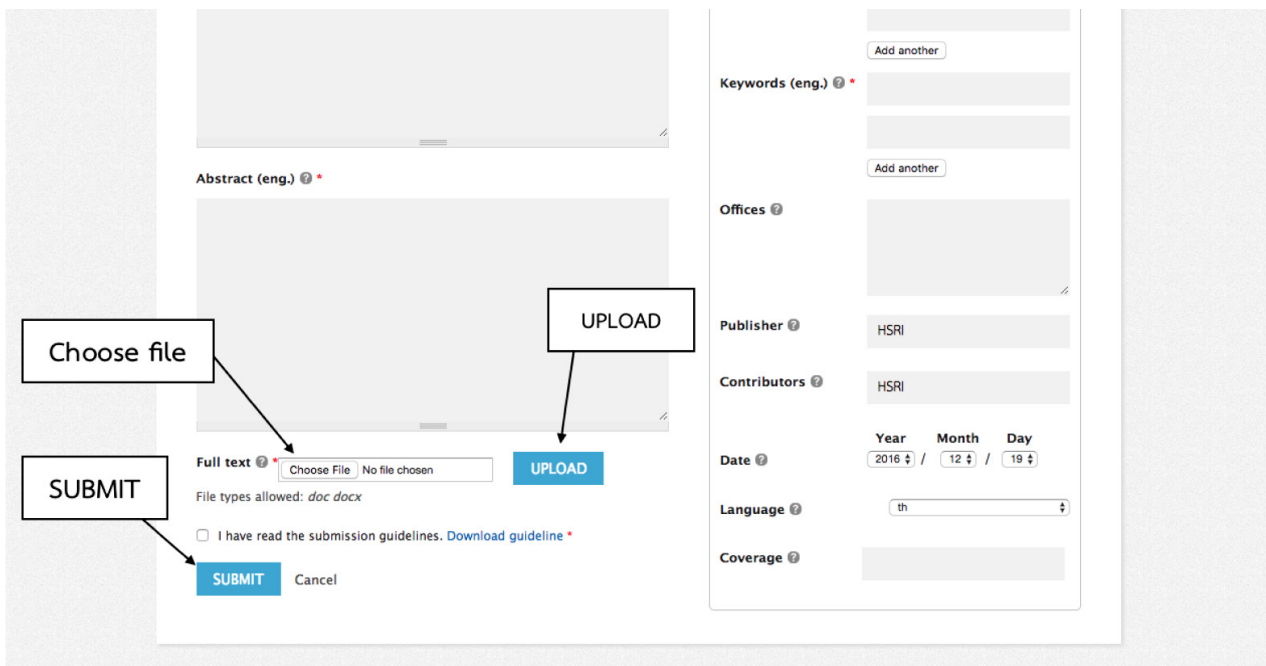 Abstract (eng.) *
Choose file
UPLOAD
Full text * Choose File No file chosen UPLOAD
File types allowed: doc docx
SUBMIT
I have read the submission guidelines. Download guideline *
SUBMIT Cancel
Add another
Keywords (eng.) *
Add another
Offices
Publisher HSRI
Contributors HSRI
Year Month Day
Date 2016 / 12 / 19
Language th
Coverage